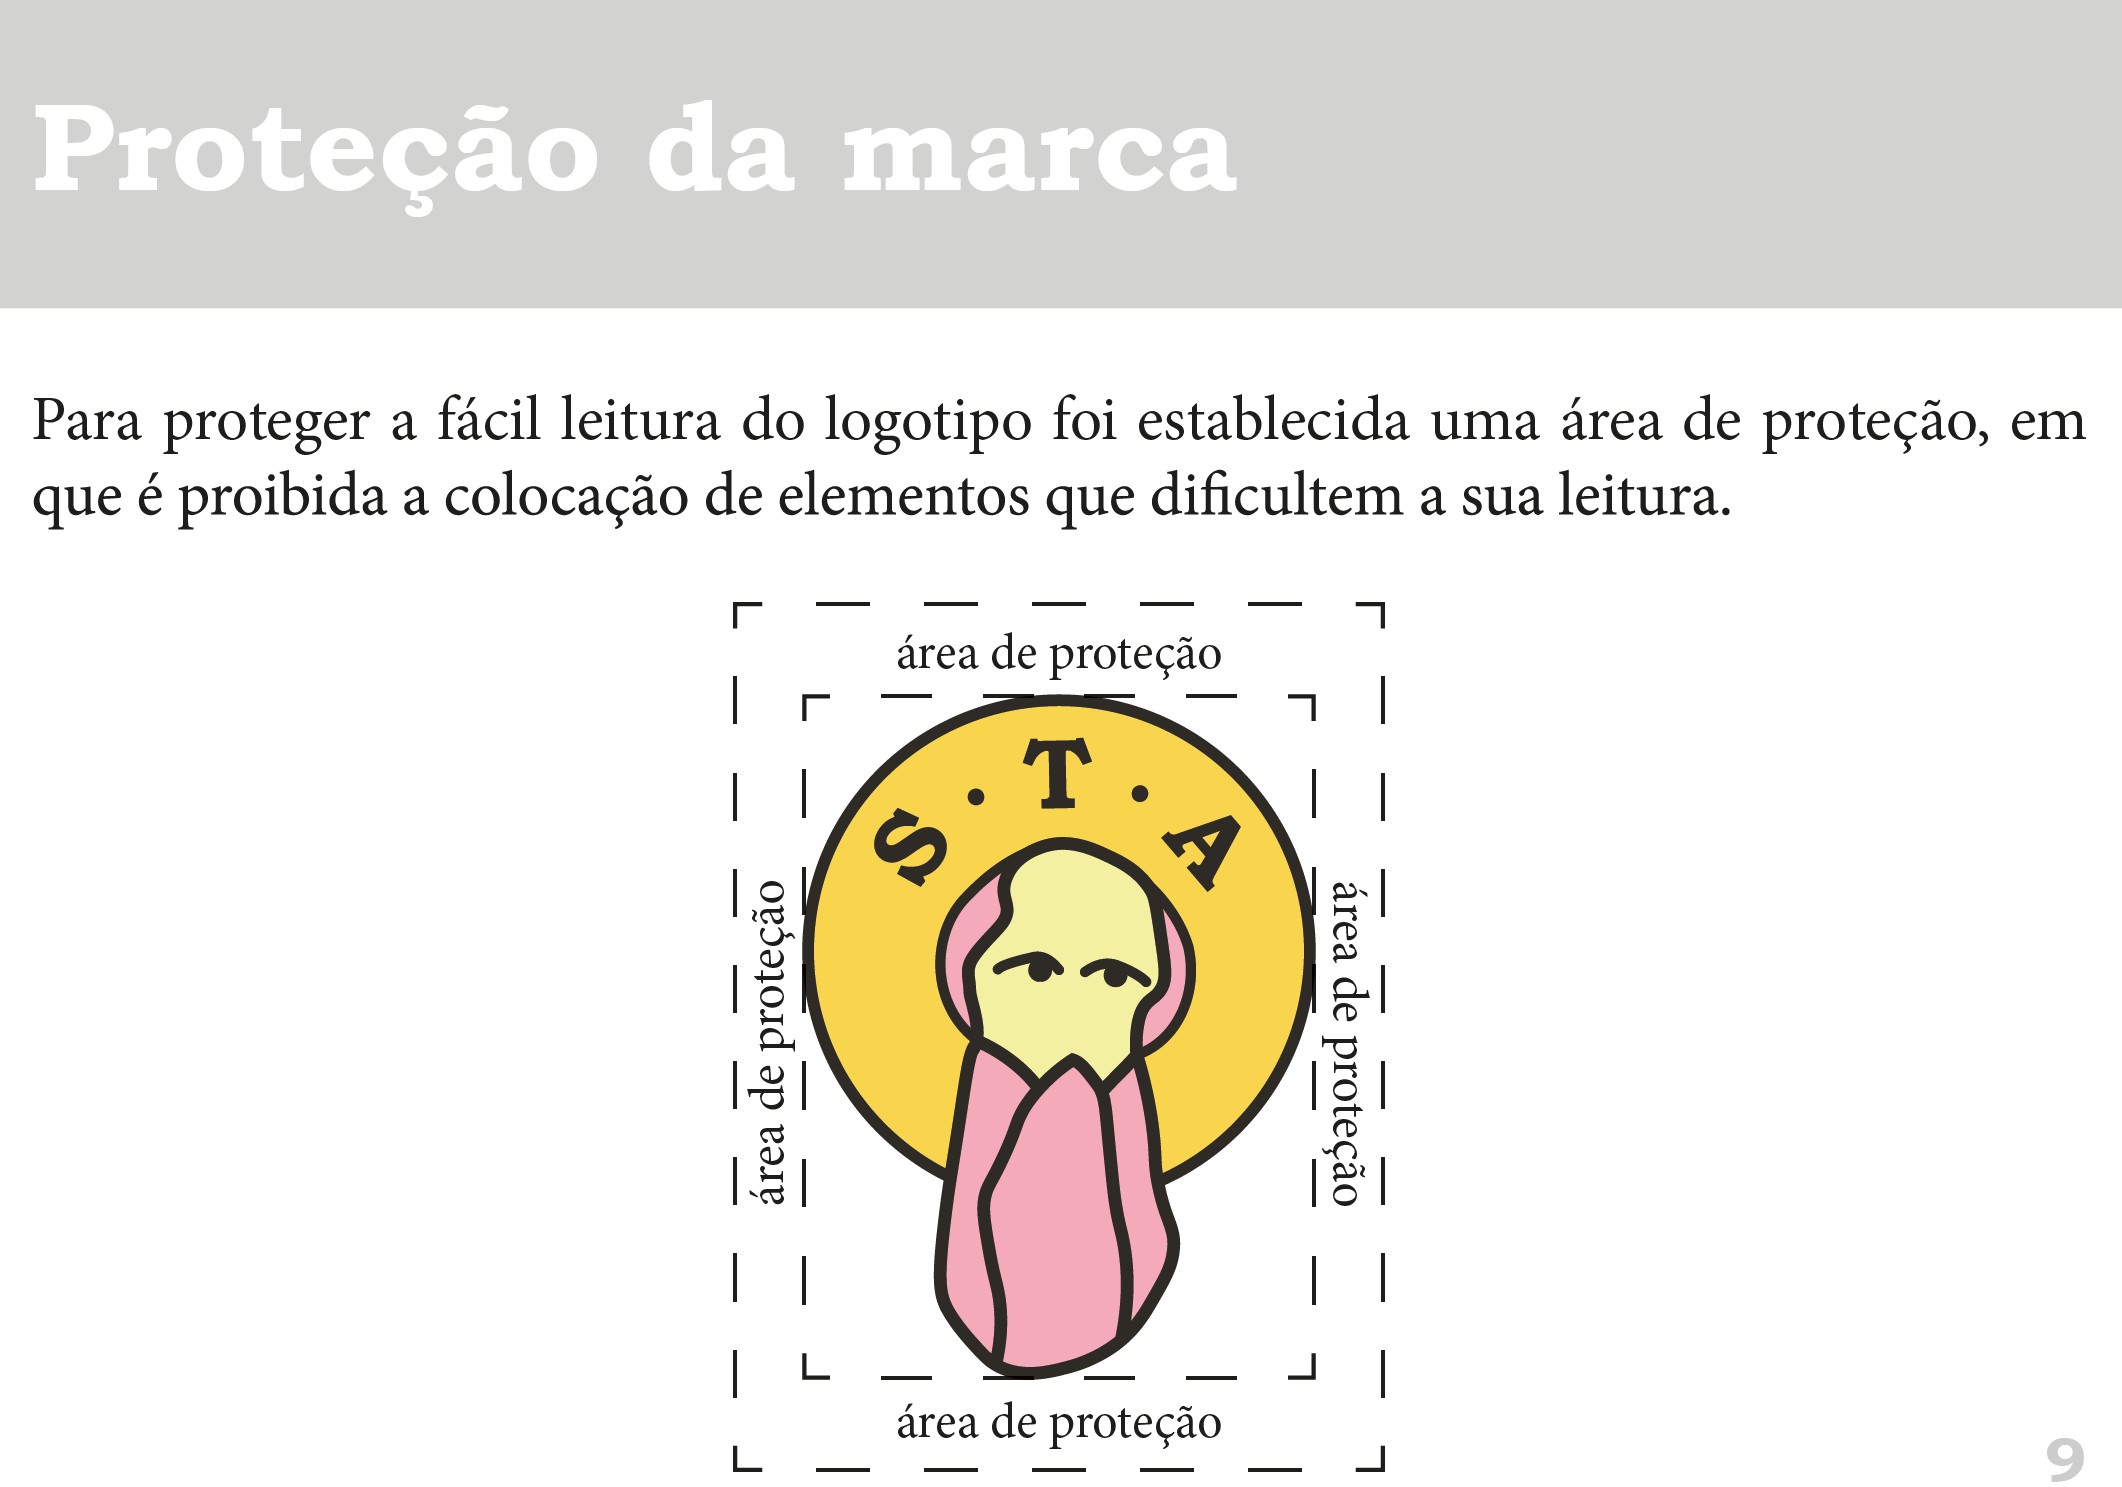 Proteção da marca
Para proteger a fácil leitura do logotipo foi establecida uma área de proteção, em
que é proibida a colocação de elementos que dificultem a sua leitura.
área de proteção
S . T . A
área de proteção
área de proteção
área de proteção
9